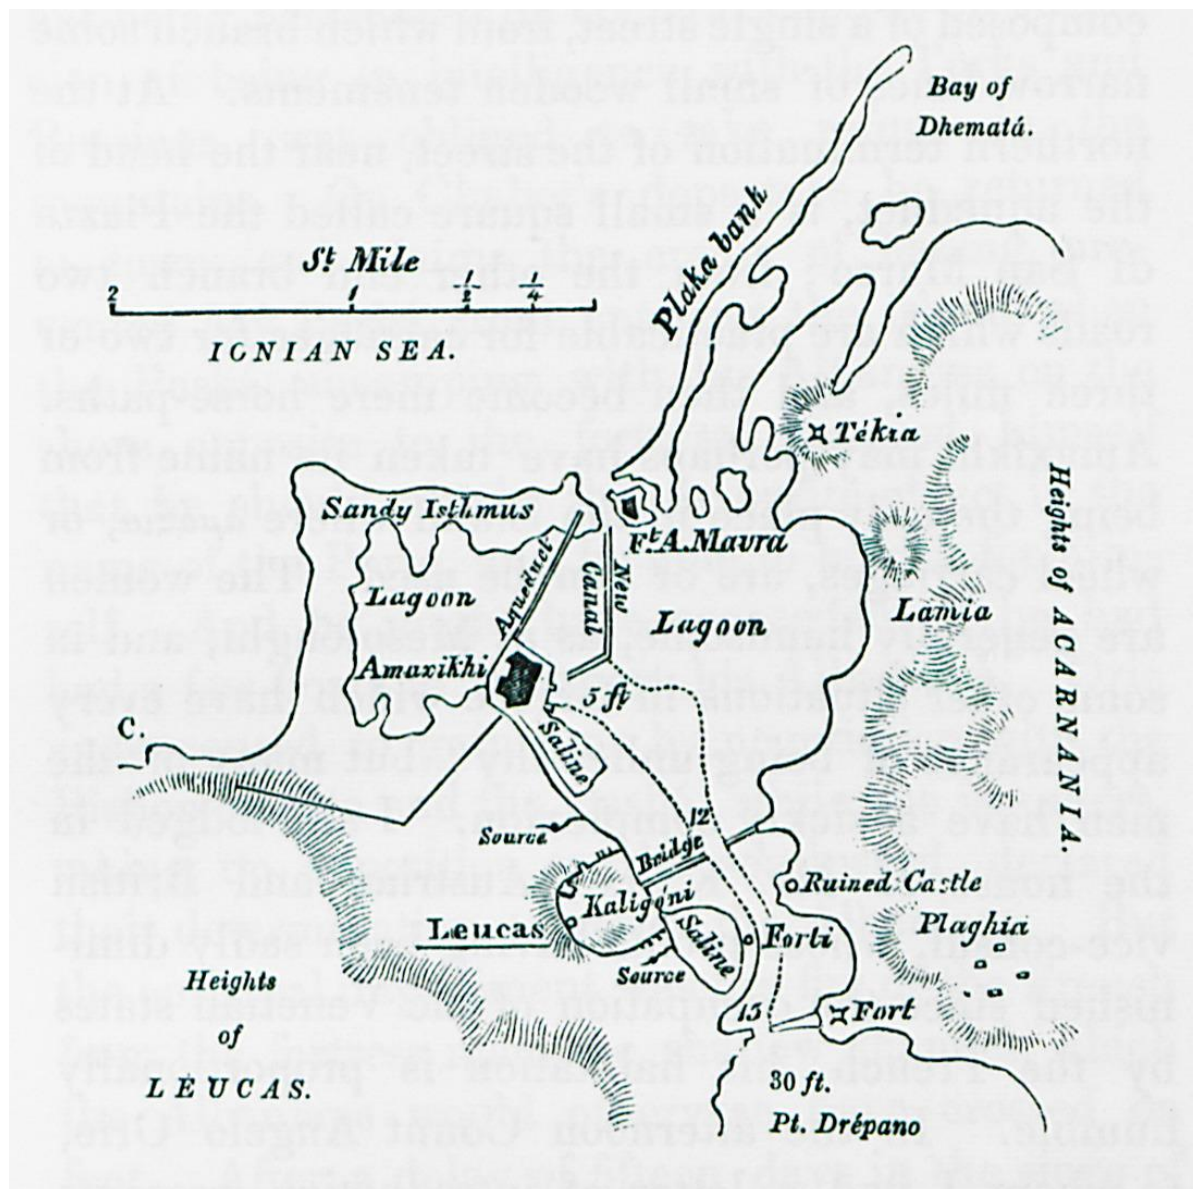 Bay of
Dhematá.
Plaka bank
St. Mile
2 1 1/2 1/4
IONIAN SEA.
Tékia
Sandy Isthmus
Ft. A. Mavra
Heights of ACARNANIA.
Aqueduct
New
Canal
Lagoon
Lagoon
Lamia
Amaxikhi
5 ft
C.
Saline
12
Source
Bridge
Ruined Castle
Kaligóni
Plaghia
Leucas
Saline
Forti
Source
Heights
of
LEUCAS.
15
Fort
30 ft.
Pt. Drépano